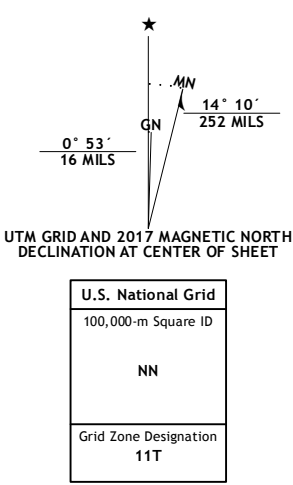 ★
MN
GN
14° 10´
252 MILS
0° 53´
16 MILS
UTM GRID AND 2017 MAGNETIC NORTH
DECLINATION AT CENTER OF SHEET
U.S. National Grid
100,000-m Square ID
NN
Grid Zone Designation
11T